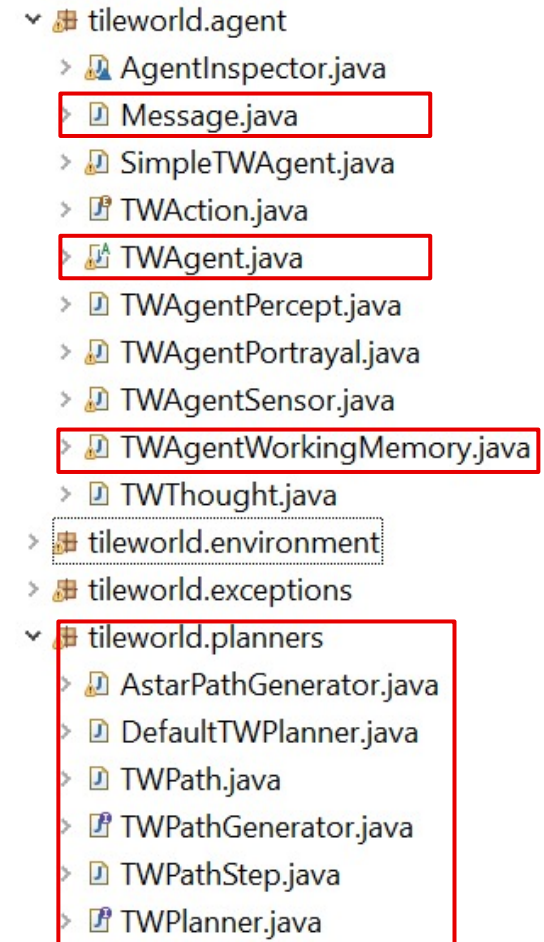 tileworld.agent
AgentInspector.java
Message.java
SimpleTWAgent.java
TWAction.java
TWAgent.java
TWAgentPercept.java
TWAgentPortrayal.java
TWAgentSensor.java
TWAgentWorkingMemory.java
TWThought.java
tileworld.environment
tileworld.exceptions
tileworld.planners
AstarPathGenerator.java
DefaultTWPlanner.java
TWPath.java
TWPathGenerator.java
TWPathStep.java
TWPlanner.java